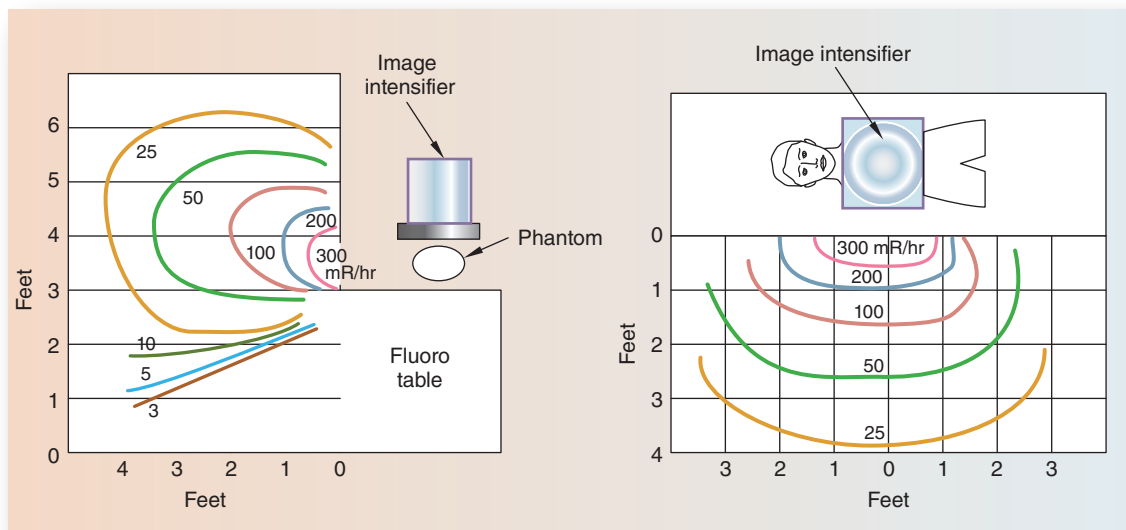 Image
intensifier
6
5
4
3
2
1
0
Feet
25
50
100
200
300
mR/hr
10
5
3
Phantom
Fluoro
table
4 3 2 1 0
Feet
Image intensifier
0
1
2
3
4
Feet
300 mR/hr
200
100
50
25
3 2 1 0 1 2 3
Feet